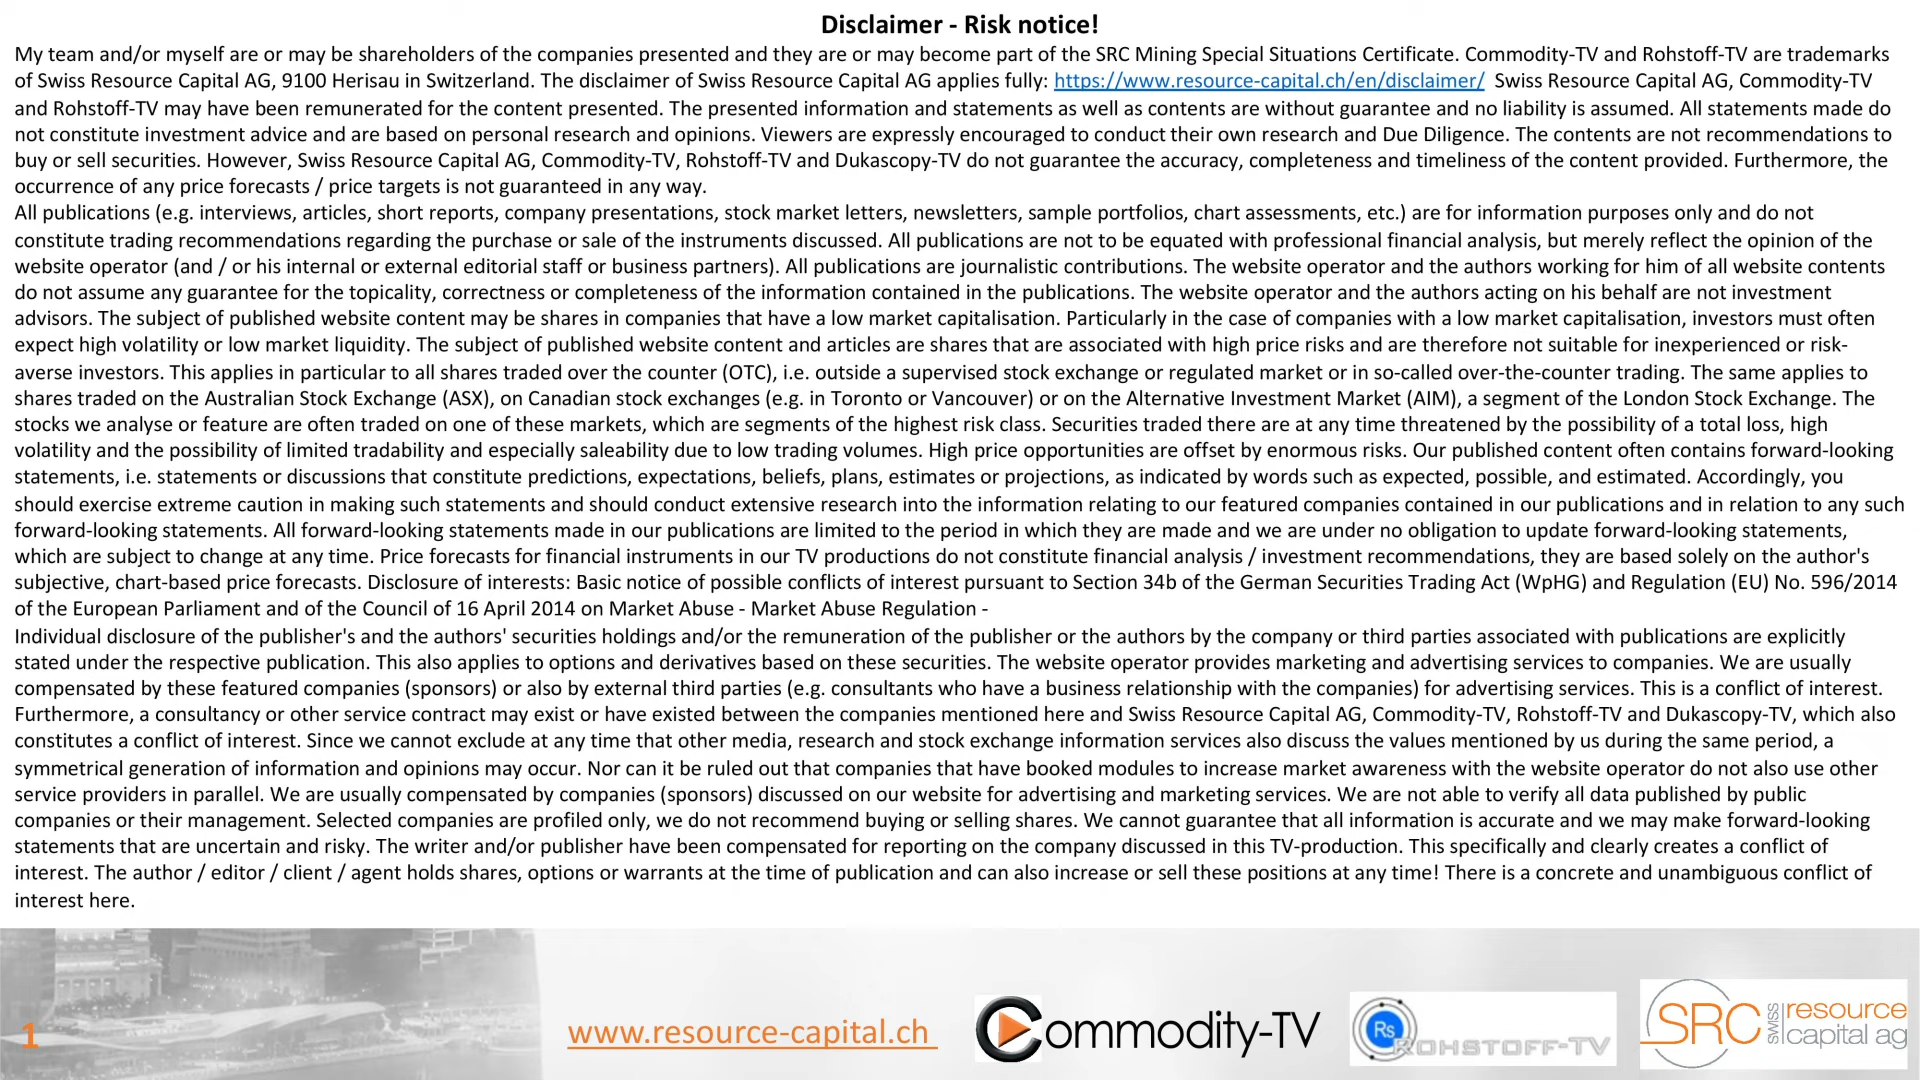 Disclaimer - Risk notice!
My team and/or myself are or may be shareholders of the companies presented and they are or may become part of the SRC Mining Special Situations Certificate. Commodity-TV and Rohstoff-TV are trademarks
of Swiss Resource Capital AG, 9100 Herisau in Switzerland. The disclaimer of Swiss Resource Capital AG applies fully: https://www.resource-capital.ch/en/disclaimer/ Swiss Resource Capital AG, Commodity-TV
and Rohstoff-TV may have been remunerated for the content presented. The presented information and statements as well as contents are without guarantee and no liability is assumed. All statements made do
not constitute investment advice and are based on personal research and opinions. Viewers are expressly encouraged to conduct their own research and Due Diligence. The contents are not recommendations to
buy or sell securities. However, Swiss Resource Capital AG, Commodity-TV, Rohstoff-TV and Dukascopy-TV do not guarantee the accuracy, completeness and timeliness of the content provided. Furthermore, the
occurrence of any price forecasts / price targets is not guaranteed in any way.
All publications (e.g. interviews, articles, short reports, company presentations, stock market letters, newsletters, sample portfolios, chart assessments, etc.) are for information purposes only and do not
constitute trading recommendations regarding the purchase or sale of the instruments discussed. All publications are not to be equated with professional financial analysis, but merely reflect the opinion of the
website operator (and / or his internal or external editorial staff or business partners). All publications are journalistic contributions. The website operator and the authors working for him of all website contents
do not assume any guarantee for the topicality, correctness or completeness of the information contained in the publications. The website operator and the authors acting on his behalf are not investment
advisors. The subject of published website content may be shares in companies that have a low market capitalisation. Particularly in the case of companies with a low market capitalisation, investors must often
expect high volatility or low market liquidity. The subject of published website content and articles are shares that are associated with high price risks and are therefore not suitable for inexperienced or risk-
averse investors. This applies in particular to all shares traded over the counter (OTC), i.e. outside a supervised stock exchange or regulated market or in so-called over-the-counter trading. The same applies to
shares traded on the Australian Stock Exchange (ASX), on Canadian stock exchanges (e.g. in Toronto or Vancouver) or on the Alternative Investment Market (AIM), a segment of the London Stock Exchange. The
stocks we analyse or feature are often traded on one of these markets, which are segments of the highest risk class. Securities traded there are at any time threatened by the possibility of a total loss, high
volatility and the possibility of limited tradability and especially saleability due to low trading volumes. High price opportunities are offset by enormous risks. Our published content often contains forward-looking
statements, i.e. statements or discussions that constitute predictions, expectations, beliefs, plans, estimates or projections, as indicated by words such as expected, possible, and estimated. Accordingly, you
should exercise extreme caution in making such statements and should conduct extensive research into the information relating to our featured companies contained in our publications and in relation to any such
forward-looking statements. All forward-looking statements made in our publications are limited to the period in which they are made and we are under no obligation to update forward-looking statements,
which are subject to change at any time. Price forecasts for financial instruments in our TV productions do not constitute financial analysis / investment recommendations, they are based solely on the author's
subjective, chart-based price forecasts. Disclosure of interests: Basic notice of possible conflicts of interest pursuant to Section 34b of the German Securities Trading Act (WpHG) and Regulation (EU) No. 596/2014
of the European Parliament and of the Council of 16 April 2014 on Market Abuse - Market Abuse Regulation -
Individual disclosure of the publisher's and the authors' securities holdings and/or the remuneration of the publisher or the authors by the company or third parties associated with publications are explicitly
stated under the respective publication. This also applies to options and derivatives based on these securities. The website operator provides marketing and advertising services to companies. We are usually
compensated by these featured companies (sponsors) or also by external third parties (e.g. consultants who have a business relationship with the companies) for advertising services. This is a conflict of interest.
Furthermore, a consultancy or other service contract may exist or have existed between the companies mentioned here and Swiss Resource Capital AG, Commodity-TV, Rohstoff-TV and Dukascopy-TV, which also
constitutes a conflict of interest. Since we cannot exclude at any time that other media, research and stock exchange information services also discuss the values mentioned by us during the same period, a
symmetrical generation of information and opinions may occur. Nor can it be ruled out that companies that have booked modules to increase market awareness with the website operator do not also use other
service providers in parallel. We are usually compensated by companies (sponsors) discussed on our website for advertising and marketing services. We are not able to verify all data published by public
companies or their management. Selected companies are profiled only, we do not recommend buying or selling shares. We cannot guarantee that all information is accurate and we may make forward-looking
statements that are uncertain and risky. The writer and/or publisher have been compensated for reporting on the company discussed in this TV-production. This specifically and clearly creates a conflict of
interest. The author / editor / client / agent holds shares, options or warrants at the time of publication and can also increase or sell these positions at any time! There is a concrete and unambiguous conflict of
interest here.
1
www.resource-capital.ch
Commodity-TV
Rs
ROHSTOFF-TV
SRC
SWISS
resource
capital ag